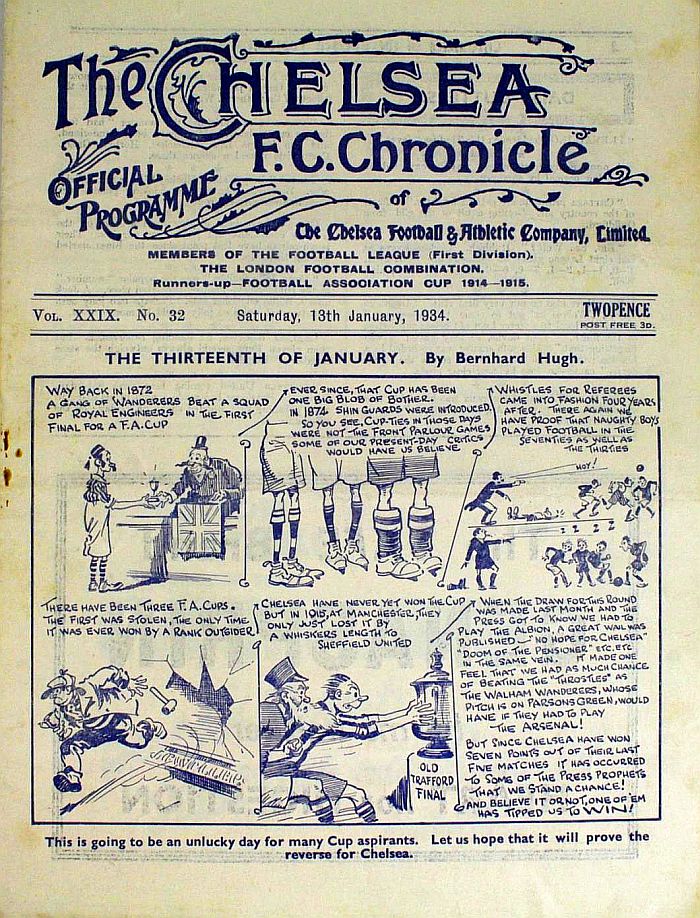 The CHELSEA
F.C. Chronicle
OFFICIAL
PROGRAMME
of
The Chelsea Football & Athletic Company, Limited.
MEMBERS OF THE FOOTBALL LEAGUE (First Division).
THE LONDON FOOTBALL COMBINATION.
Runners-up—FOOTBALL ASSOCIATION CUP 1914—1915.
VOL. XXIX. No. 32
Saturday, 13th January, 1934.
TWOPENCE
POST FREE 3D.
THE THIRTEENTH OF JANUARY. By Bernhard Hugh.
WAY BACK IN 1872
A GANG OF WANDERERS BEAT A SQUAD
OF ROYAL ENGINEERS IN THE FIRST
FINAL FOR A F.A. CUP
EVER SINCE, THAT CUP HAS BEEN
ONE BIG BLOB OF BOTHER.
IN 1874 SHIN GUARDS WERE INTRODUCED,
SO YOU SEE, CUP-TIES IN THOSE DAYS
WERE NOT THE FRONT PARLOUR GAMES
SOME OF OUR PRESENT-DAY CRITICS
WOULD HAVE US BELIEVE
WHISTLES FOR REFEREES
CAME INTO FASHION FOUR YEARS
AFTER. THERE AGAIN WE
HAVE PROOF THAT NAUGHTY BOYS
PLAYED FOOTBALL IN THE
SEVENTIES AS WELL AS
THE THIRTIES
HOY!
Z Z Z Z
THERE HAVE BEEN THREE F.A. CUPS.
THE FIRST WAS STOLEN, THE ONLY TIME
IT WAS EVER WON BY A RANK OUTSIDER
JEWELLER
CHELSEA HAVE NEVER YET WON THE CUP
BUT IN 1915, AT MANCHESTER, THEY
ONLY JUST LOST IT BY
A WHISKERS LENGTH TO
SHEFFIELD UNITED
OLD
TRAFFORD
FINAL
WHEN THE DRAW FOR THIS ROUND
WAS MADE LAST MONTH AND THE
PRESS GOT TO KNOW WE HAD TO
PLAY THE ALBION, A GREAT WAIL WAS
PUBLISHED—"NO HOPE FOR CHELSEA"
"DOOM OF THE PENSIONER" ETC. ETC
IN THE SAME VEIN. IT MADE ONE
FEEL THAT WE HAD AS MUCH CHANCE
OF BEATING THE "THROSTLES" AS
THE WALHAM WANDERERS, WHOSE
PITCH IS ON PARSONS GREEN, WOULD
HAVE IF THEY HAD TO PLAY
THE ARSENAL!
BUT SINCE CHELSEA HAVE WON
SEVEN POINTS OUT OF THEIR LAST
FIVE MATCHES IT HAS OCCURRED
TO SOME OF THE PRESS PROPHETS
THAT WE STAND A CHANCE!
AND BELIEVE IT OR NOT, ONE OF 'EM
HAS TIPPED US TO WIN!
This is going to be an unlucky day for many Cup aspirants. Let us hope that it will prove the
reverse for Chelsea.